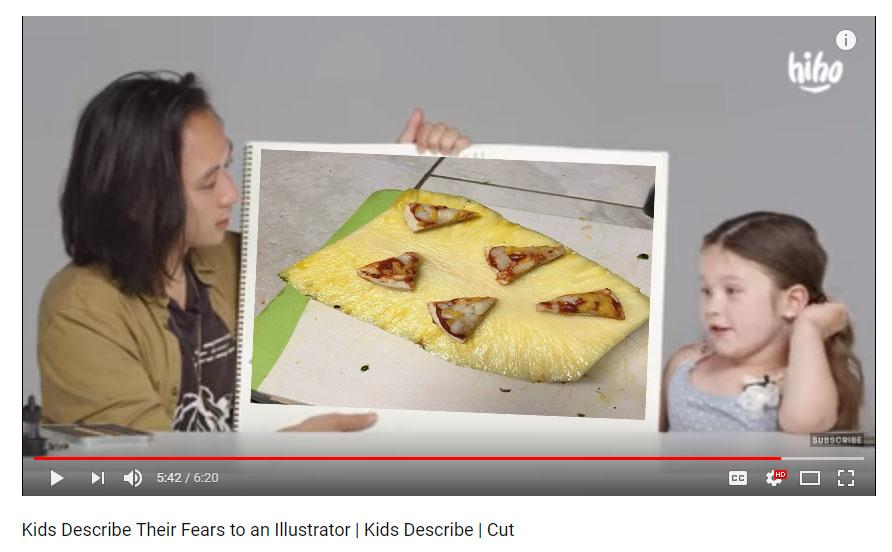 hiho
SUBSCRIBE
5:42 / 6:20
CC
HD
Kids Describe Their Fears to an Illustrator | Kids Describe | Cut